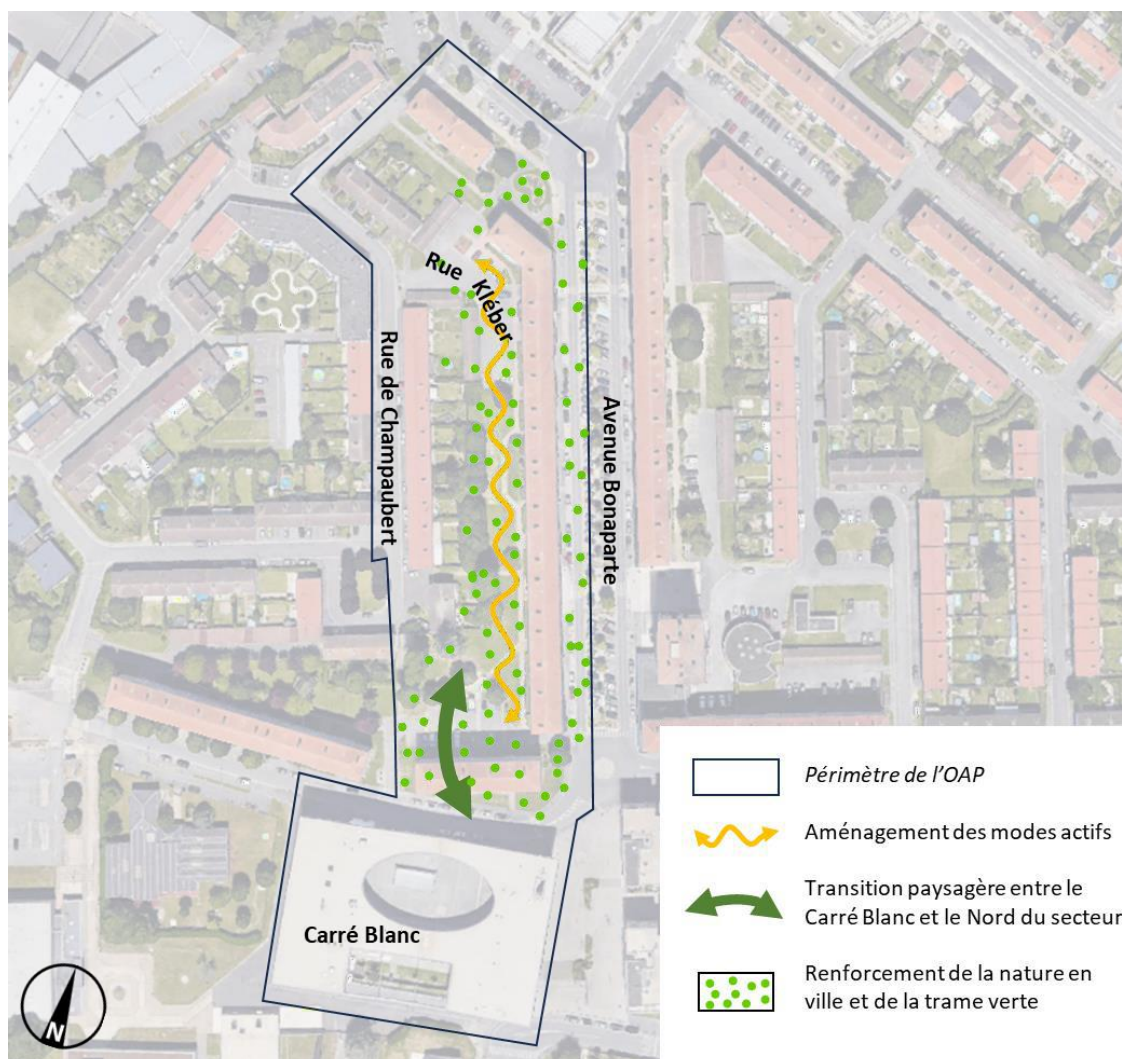 Rue Kléber
Rue de Champaubert
Avenue Bonaparte
Carré Blanc
N
Périmètre de l'OAP
Aménagement des modes actifs
Transition paysagère entre le
Carré Blanc et le Nord du secteur
Renforcement de la nature en
ville et de la trame verte